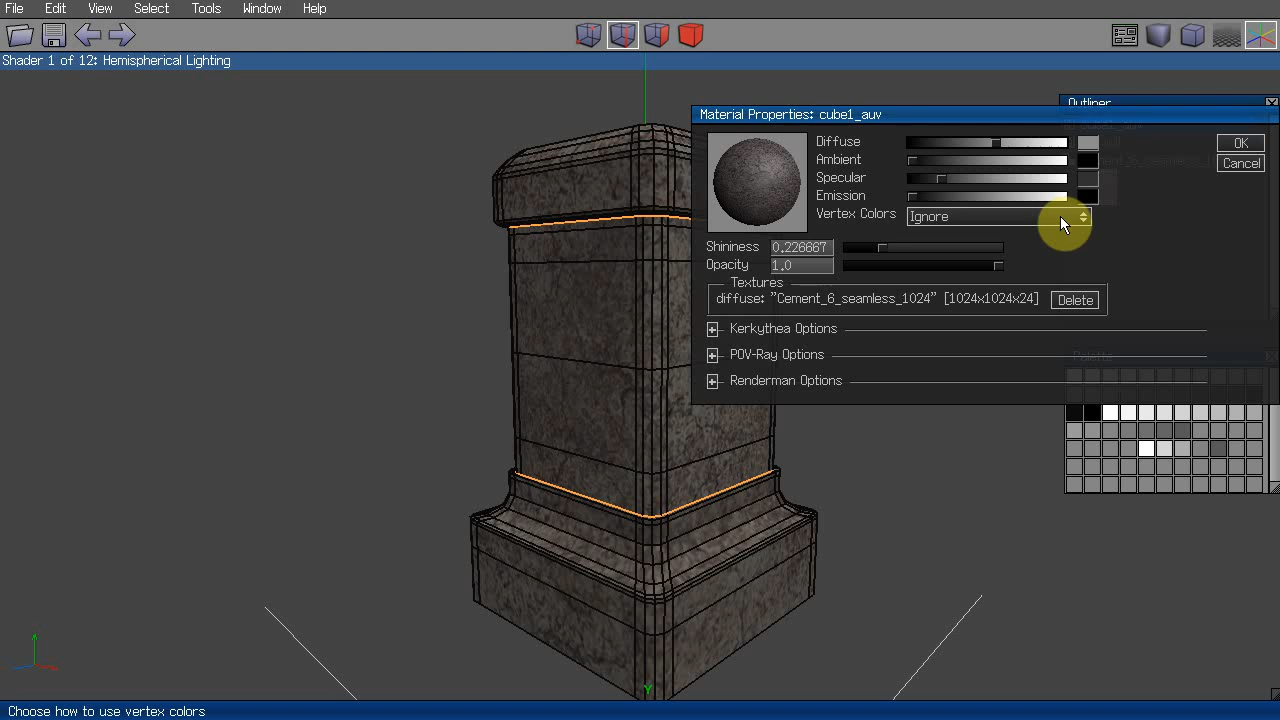 File Edit View Select Tools Window Help
Shader 1 of 12: Hemispherical Lighting
Outliner
Material Properties: cube1_auv
Diffuse
OK
Ambient
Cancel
Specular
Emission
Vertex Colors Ignore
Shininess 0.226667
Opacity 1.0
Textures
diffuse: "Cement_6_seamless_1024" [1024x1024x24] Delete
Kerkythea Options
POV-Ray Options
Palette
Renderman Options
Y
Choose how to use vertex colors